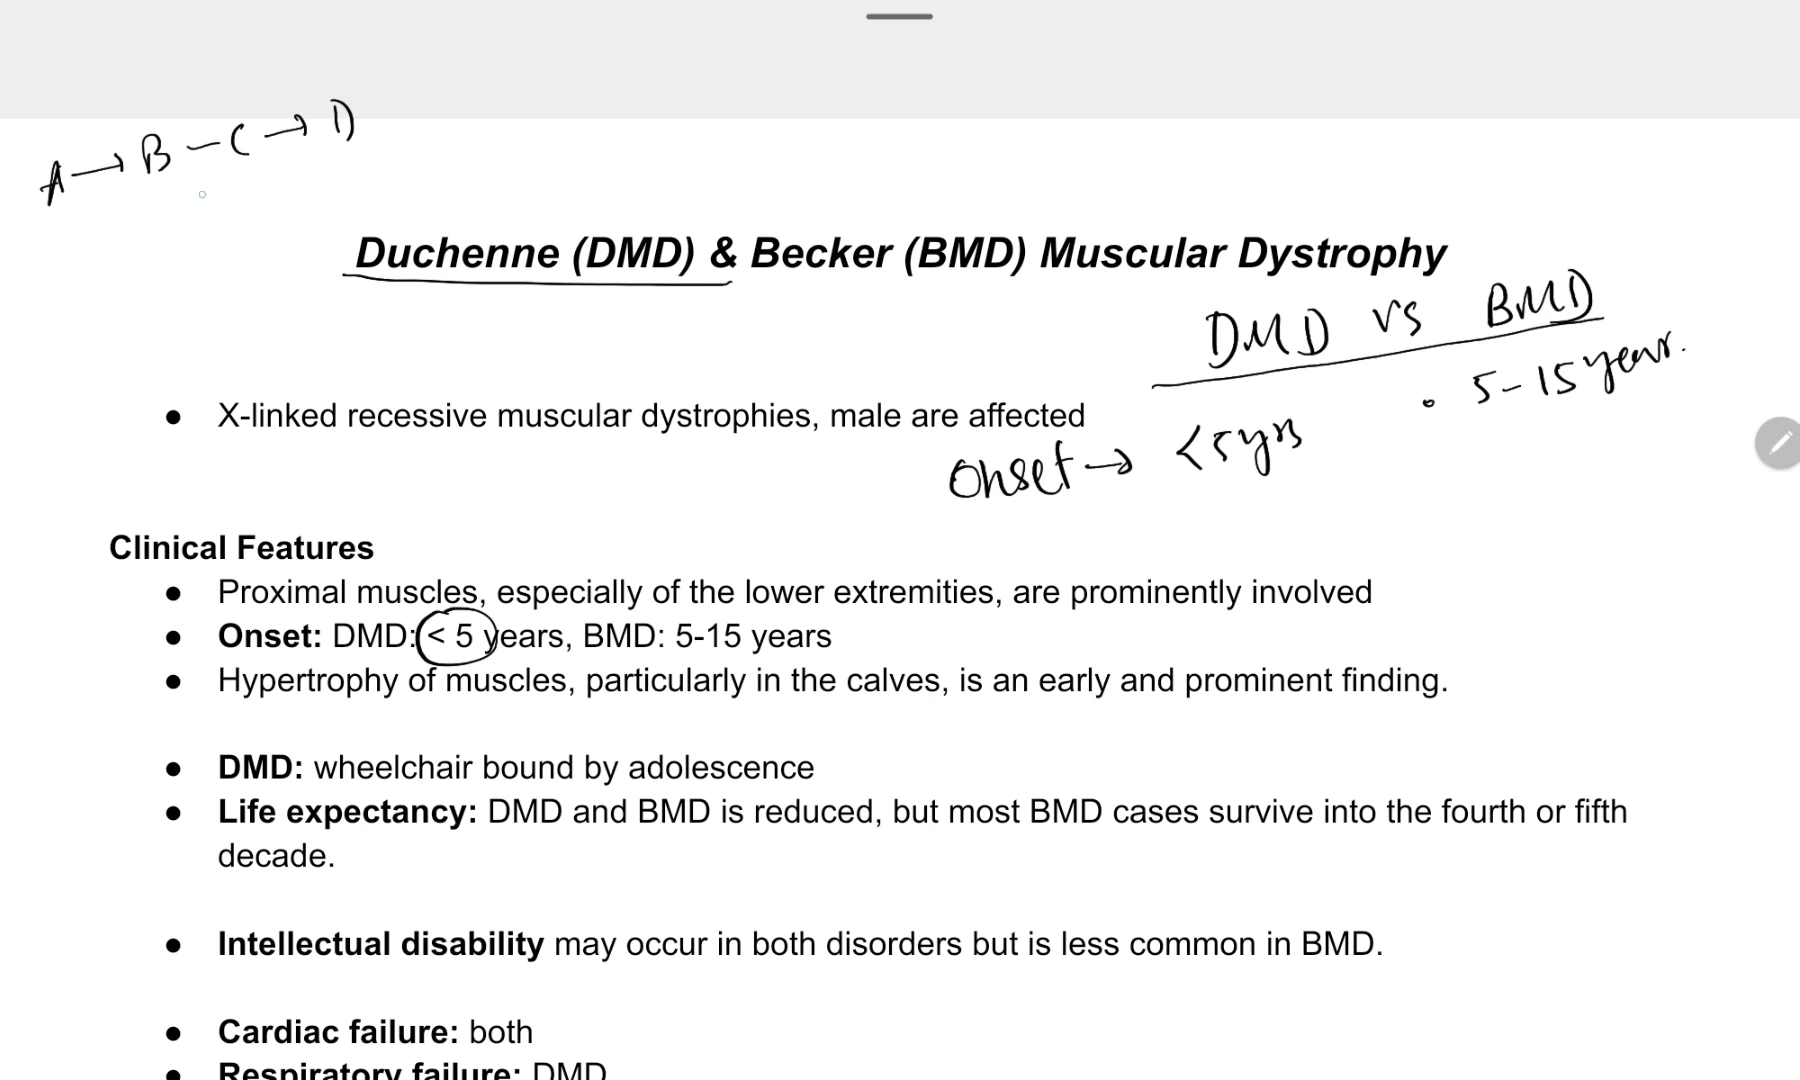 A → B – C → D
Duchenne (DMD) & Becker (BMD) Muscular Dystrophy
DMD vs BMD
• X-linked recessive muscular dystrophies, male are affected
Onset → <5yrs • 5-15 year.
Clinical Features
• Proximal muscles, especially of the lower extremities, are prominently involved
• Onset: DMD: < 5 years, BMD: 5-15 years
• Hypertrophy of muscles, particularly in the calves, is an early and prominent finding.
• DMD: wheelchair bound by adolescence
• Life expectancy: DMD and BMD is reduced, but most BMD cases survive into the fourth or fifth
decade.
• Intellectual disability may occur in both disorders but is less common in BMD.
• Cardiac failure: both
• Respiratory failure: DMD